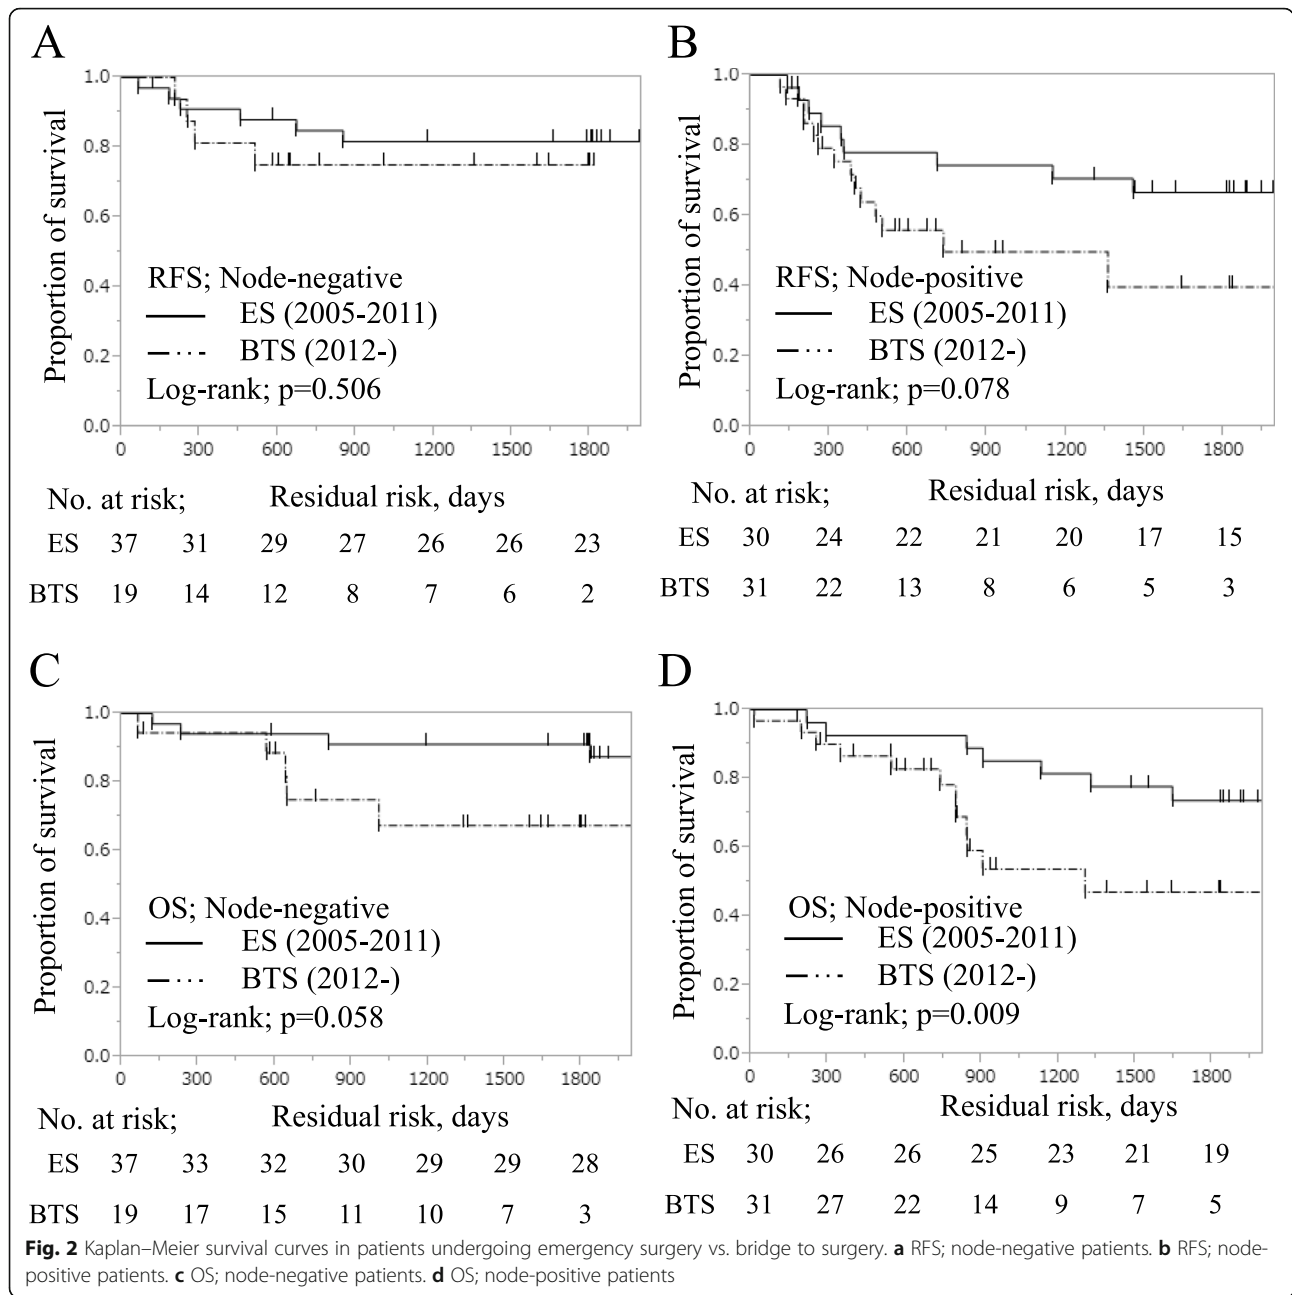 A
Proportion of survival
1.0
0.8
0.6
0.4
0.2
0.0
RFS; Node-negative
ES (2005-2011)
BTS (2012-)
Log-rank; p=0.506
0 300 600 900 1200 1500 1800
No. at risk; Residual risk, days
ES 37 31 29 27 26 26 23
BTS 19 14 12 8 7 6 2
B
Proportion of survival
1.0
0.8
0.6
0.4
0.2
0.0
RFS; Node-positive
ES (2005-2011)
BTS (2012-)
Log-rank; p=0.078
0 300 600 900 1200 1500 1800
No. at risk; Residual risk, days
ES 30 24 22 21 20 17 15
BTS 31 22 13 8 6 5 3
C
Proportion of survival
1.0
0.8
0.6
0.4
0.2
0.0
OS; Node-negative
ES (2005-2011)
BTS (2012-)
Log-rank; p=0.058
0 300 600 900 1200 1500 1800
No. at risk; Residual risk, days
ES 37 33 32 30 29 29 28
BTS 19 17 15 11 10 7 3
D
Proportion of survival
1.0
0.8
0.6
0.4
0.2
0.0
OS; Node-positive
ES (2005-2011)
BTS (2012-)
Log-rank; p=0.009
0 300 600 900 1200 1500 1800
No. at risk; Residual risk, days
ES 30 26 26 25 23 21 19
BTS 31 27 22 14 9 7 5
Fig. 2 Kaplan–Meier survival curves in patients undergoing emergency surgery vs. bridge to surgery. a RFS; node-negative patients. b RFS; node-
positive patients. c OS; node-negative patients. d OS; node-positive patients